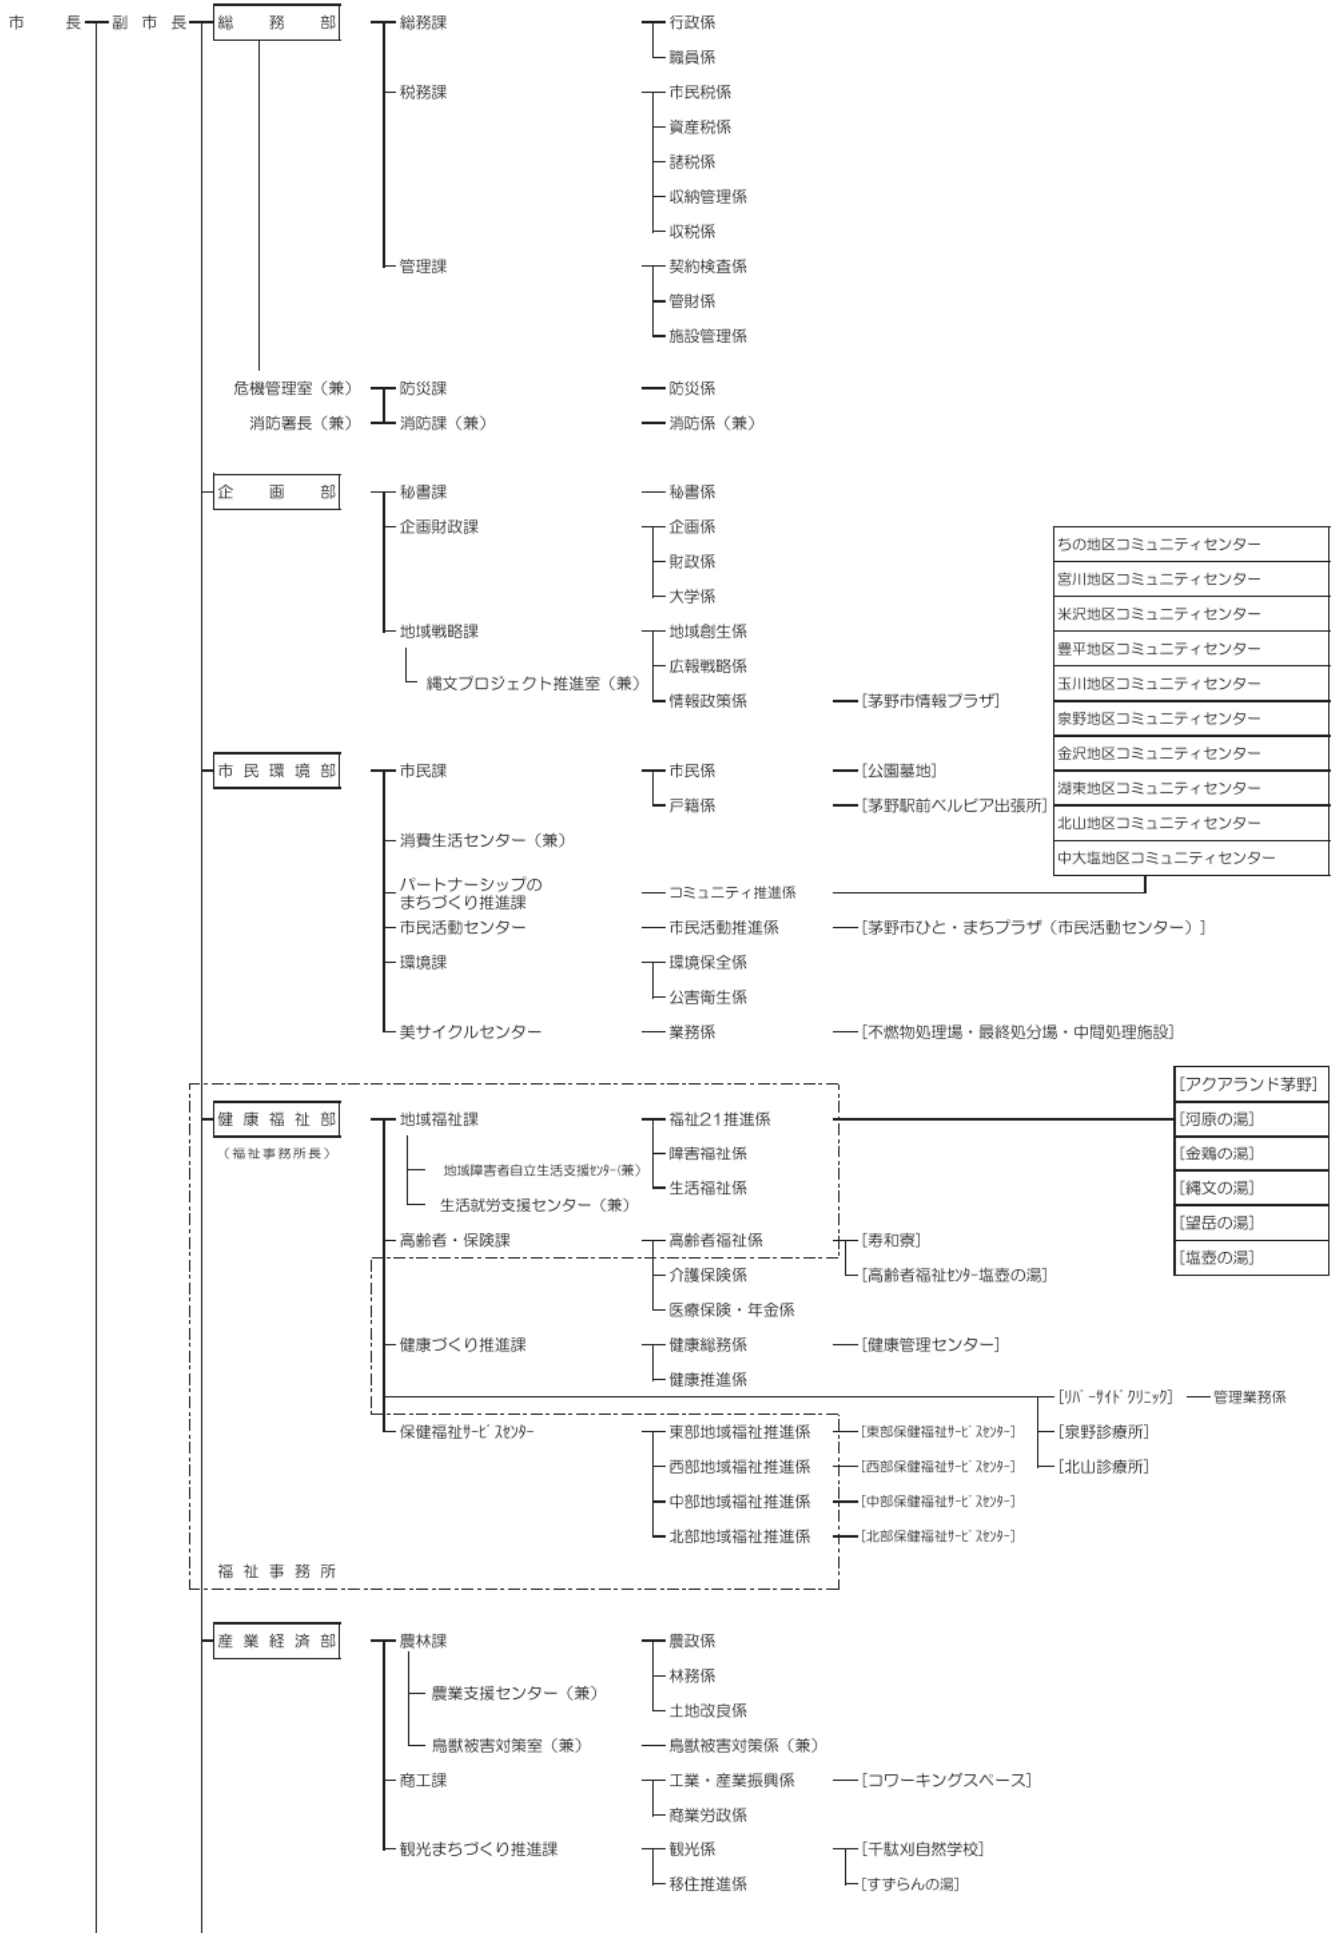 市　　長 副 市 長 総　務　部 総務課 行政係
職員係
税務課 市民税係
資産税係
諸税係
収納管理係
収税係
管理課 契約検査係
管財係
施設管理係
危機管理室（兼） 防災課 防災係
消防署長（兼） 消防課（兼） 消防係（兼）
企　画　部 秘書課 秘書係
企画財政課 企画係
財政係
大学係
地域戦略課 地域創生係
広報戦略係
縄文プロジェクト推進室（兼）
情報政策係 [茅野市情報プラザ]
ちの地区コミュニティセンター
宮川地区コミュニティセンター
米沢地区コミュニティセンター
豊平地区コミュニティセンター
玉川地区コミュニティセンター
泉野地区コミュニティセンター
金沢地区コミュニティセンター
湖東地区コミュニティセンター
北山地区コミュニティセンター
中大塩地区コミュニティセンター
市 民 環 境 部 市民課 市民係 [公園墓地]
戸籍係 [茅野駅前ベルビア出張所]
消費生活センター（兼）
パートナーシップの
まちづくり推進課 コミュニティ推進係
市民活動センター 市民活動推進係 [茅野市ひと・まちプラザ（市民活動センター）]
環境課 環境保全係
公害衛生係
美サイクルセンター 業務係 [不燃物処理場・最終処分場・中間処理施設]
[アクアランド茅野]
[河原の湯]
[金鶏の湯]
[縄文の湯]
[望岳の湯]
[塩壺の湯]
健 康 福 祉 部 地域福祉課 福祉21推進係
（福祉事務所長） 障害福祉係
地域障害者自立生活支援ｾﾝﾀｰ(兼)
生活福祉係
生活就労支援センター（兼）
高齢者・保険課 高齢者福祉係 [寿和寮]
介護保険係 [高齢者福祉ｾﾝﾀｰ塩壺の湯]
医療保険・年金係
健康づくり推進課 健康総務係 [健康管理センター]
健康推進係
[ﾘﾊﾞｰｻｲﾄﾞｸﾘﾆｯｸ] 管理業務係
保健福祉ｻｰﾋﾞｽｾﾝﾀｰ 東部地域福祉推進係 [東部保健福祉ｻｰﾋﾞｽｾﾝﾀｰ] [泉野診療所]
西部地域福祉推進係 [西部保健福祉ｻｰﾋﾞｽｾﾝﾀｰ] [北山診療所]
中部地域福祉推進係 [中部保健福祉ｻｰﾋﾞｽｾﾝﾀｰ]
北部地域福祉推進係 [北部保健福祉ｻｰﾋﾞｽｾﾝﾀｰ]
福 祉 事 務 所
産 業 経 済 部 農林課 農政係
林務係
農業支援センター（兼）
土地改良係
鳥獣被害対策室（兼） 鳥獣被害対策係（兼）
商工課 工業・産業振興係 [コワーキングスペース]
商業労政係
観光まちづくり推進課 観光係 [千駄刈自然学校]
移住推進係 [すずらんの湯]